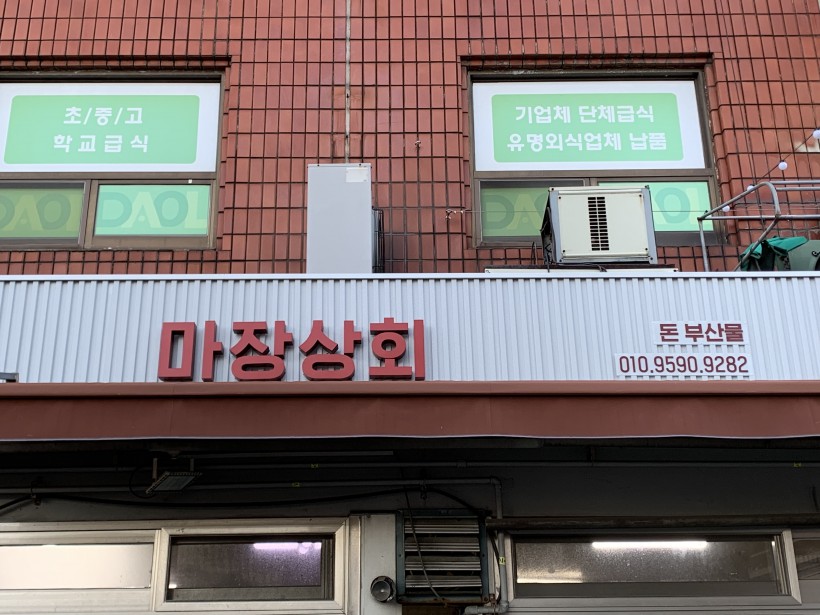 초/중/고
학교급식
기업체 단체급식
유명외식업체 납품
DAOL
DAOL
DAOL
마장상회
돈 부산물
010.9590.9282